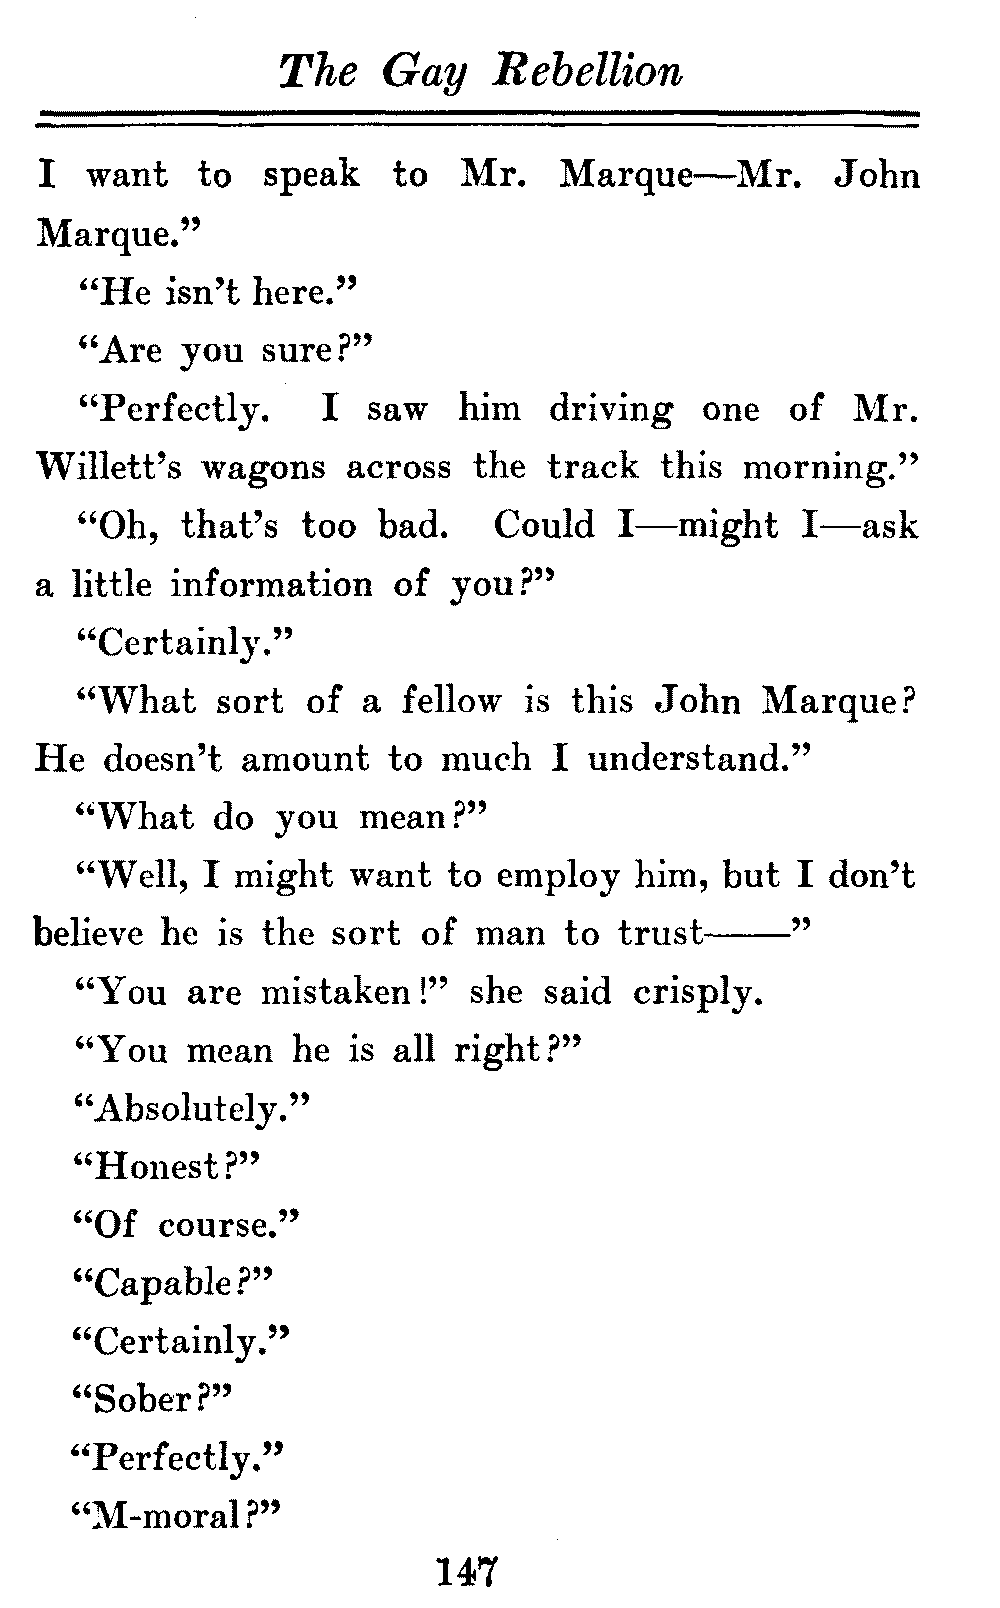 The Gay Rebellion
I want to speak to Mr. Marque—Mr. John
Marque.”
“He isn’t here.”
“Are you sure?”
“Perfectly. I saw him driving one of Mr.
Willett’s wagons across the track this morning.”
“Oh, that’s too bad. Could I—might I—ask
a little information of you?”
“Certainly.”
“What sort of a fellow is this John Marque?
He doesn’t amount to much I understand.”
“What do you mean?”
“Well, I might want to employ him, but I don’t
believe he is the sort of man to trust——”
“You are mistaken!” she said crisply.
“You mean he is all right?”
“Absolutely.”
“Honest?”
“Of course.”
“Capable?”
“Certainly.”
“Sober?”
“Perfectly.”
“M-moral?”
147